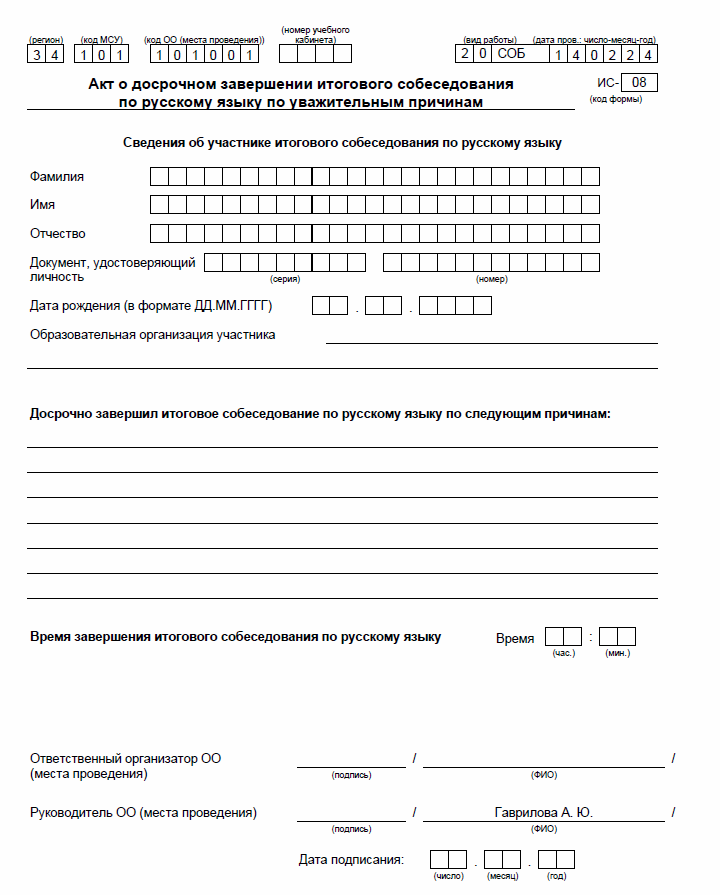 (регион) (код МСУ) (код ОО (места проведения)) (номер учебного кабинета) (вид работы) (дата пров.: число-месяц-год)
3 4 1 0 1 1 0 1 0 0 1 2 0 СОБ 1 4 0 2 2 4
Акт о досрочном завершении итогового собеседования
по русскому языку по уважительным причинам
ИС- 08
(код формы)
Сведения об участнике итогового собеседования по русскому языку
Фамилия
Имя
Отчество
Документ, удостоверяющий
личность
(серия) (номер)
Дата рождения (в формате ДД.ММ.ГГГГ) . .
Образовательная организация участника
Досрочно завершил итоговое собеседование по русскому языку по следующим причинам:
Время завершения итогового собеседования по русскому языку Время :
(час.) (мин.)
Ответственный организатор ОО / /
(места проведения) (подпись) (ФИО)
Руководитель ОО (места проведения) / Гаврилова А. Ю. /
(подпись) (ФИО)
Дата подписания: . .
(число) (месяц) (год)